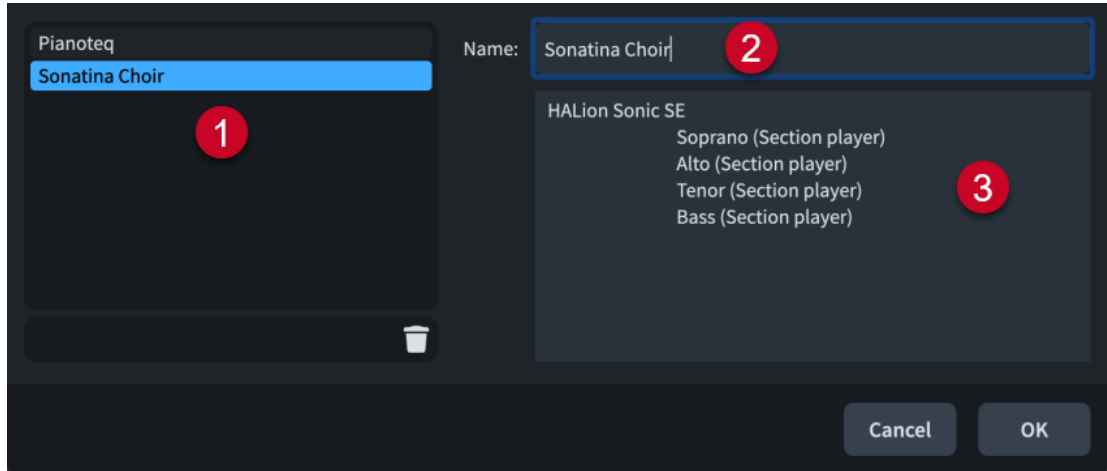 Pianoteq
Sonatina Choir
1
Name:
Sonatina Choir
2
HALion Sonic SE
Soprano (Section player)
Alto (Section player)
Tenor (Section player)
Bass (Section player)
3
Cancel
OK